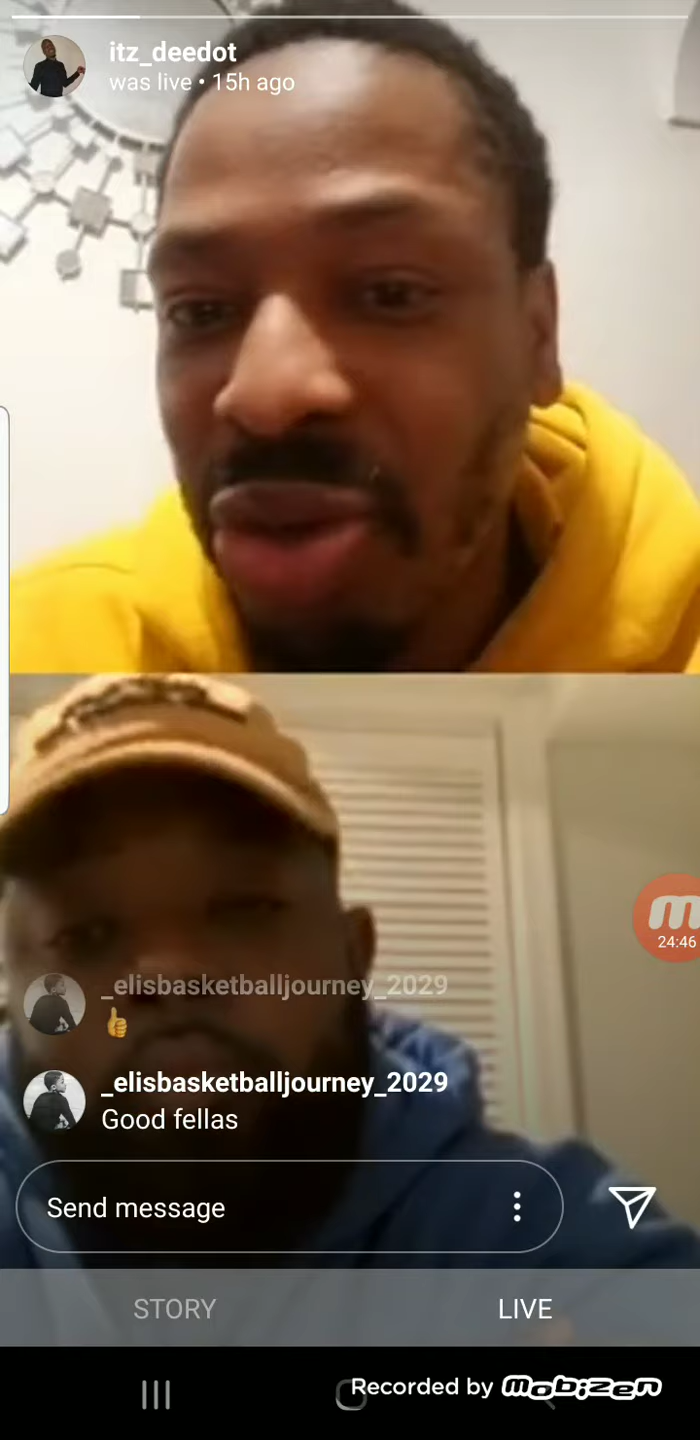 itz_deedot
was live • 15h ago
_elisbasketballjourney_2029
👍
_elisbasketballjourney_2029
Good fellas
Send message
24:46
STORY
LIVE
Recorded by mobizen